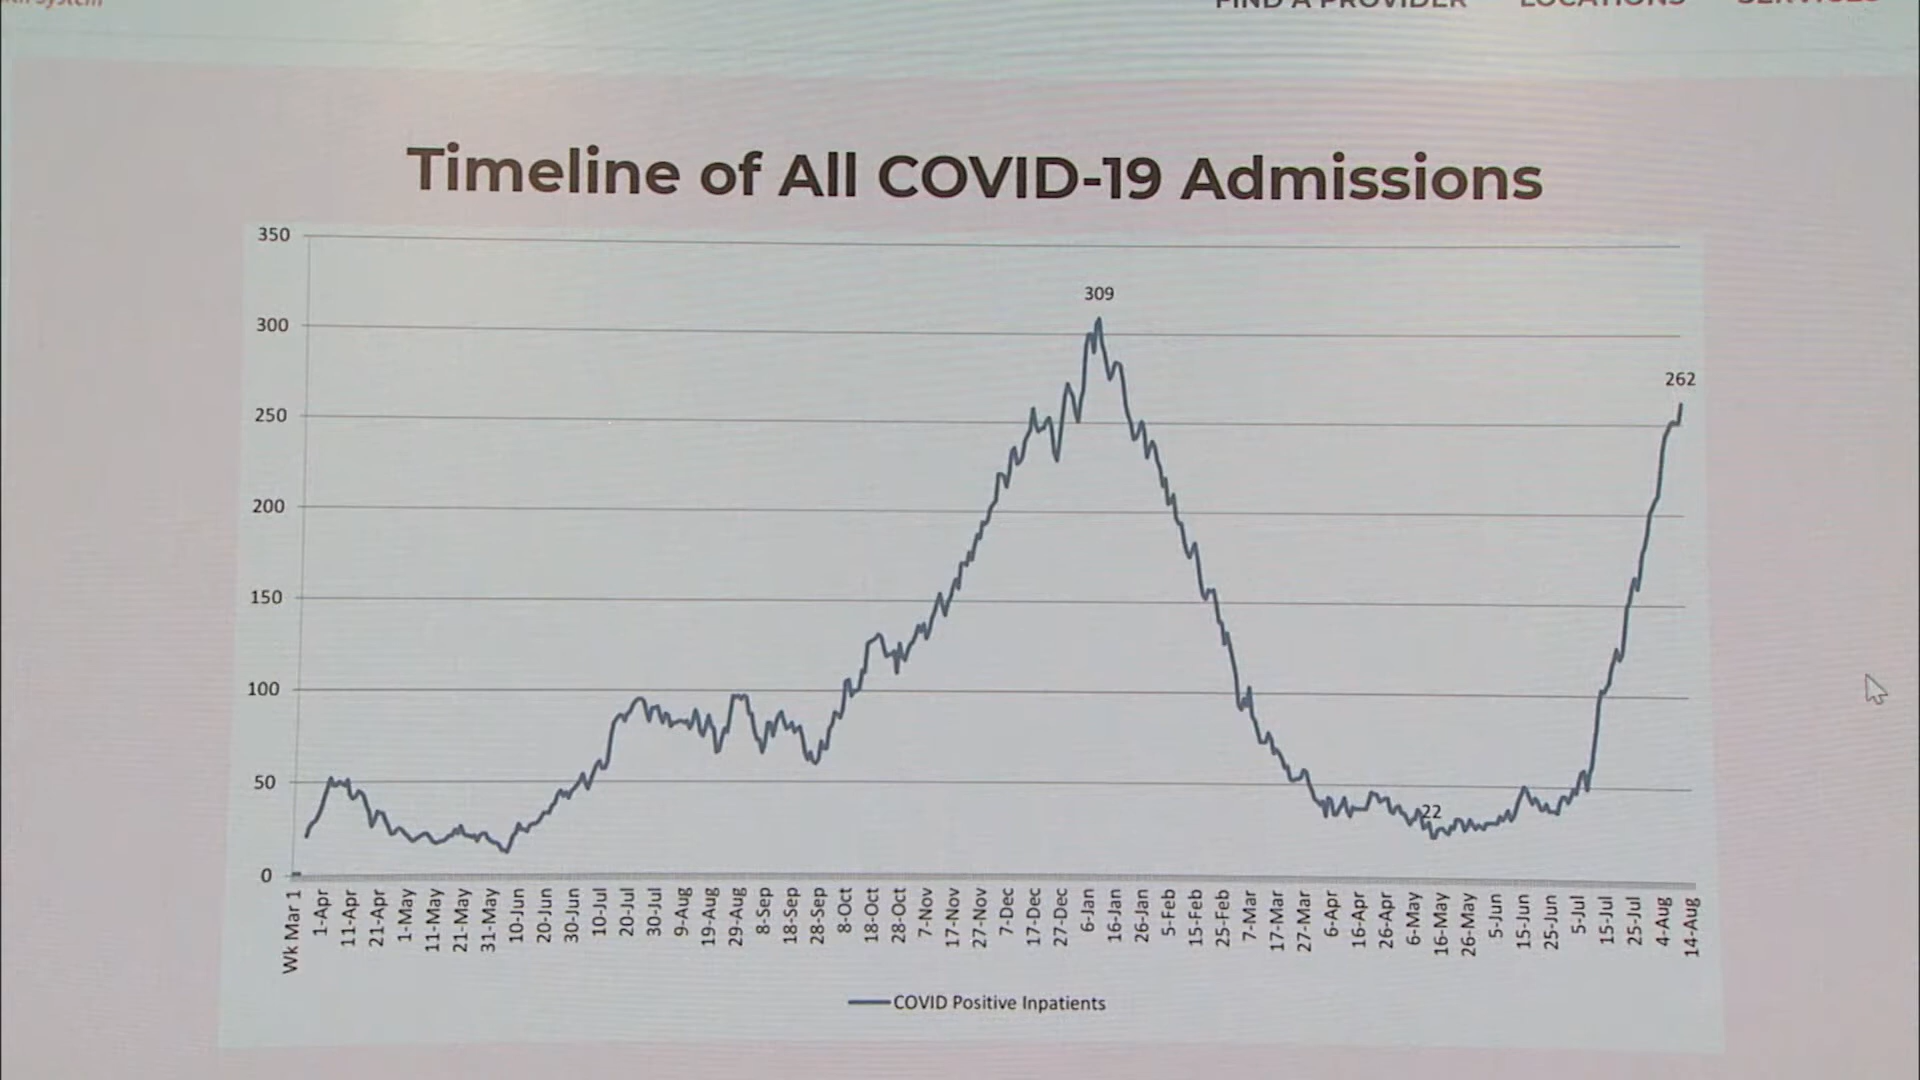 FIND A PROVIDER LOCATIONS SERVICES
Timeline of All COVID-19 Admissions
350
300
250
200
150
100
50
0
309
262
22
Wk Mar 1
1-Apr
11-Apr
21-Apr
1-May
11-May
21-May
31-May
10-Jun
20-Jun
30-Jun
10-Jul
20-Jul
30-Jul
9-Aug
19-Aug
29-Aug
8-Sep
18-Sep
28-Sep
8-Oct
18-Oct
28-Oct
7-Nov
17-Nov
27-Nov
7-Dec
17-Dec
27-Dec
6-Jan
16-Jan
26-Jan
5-Feb
15-Feb
25-Feb
7-Mar
17-Mar
27-Mar
6-Apr
16-Apr
26-Apr
6-May
16-May
26-May
5-Jun
15-Jun
25-Jun
5-Jul
15-Jul
25-Jul
4-Aug
14-Aug
COVID Positive Inpatients